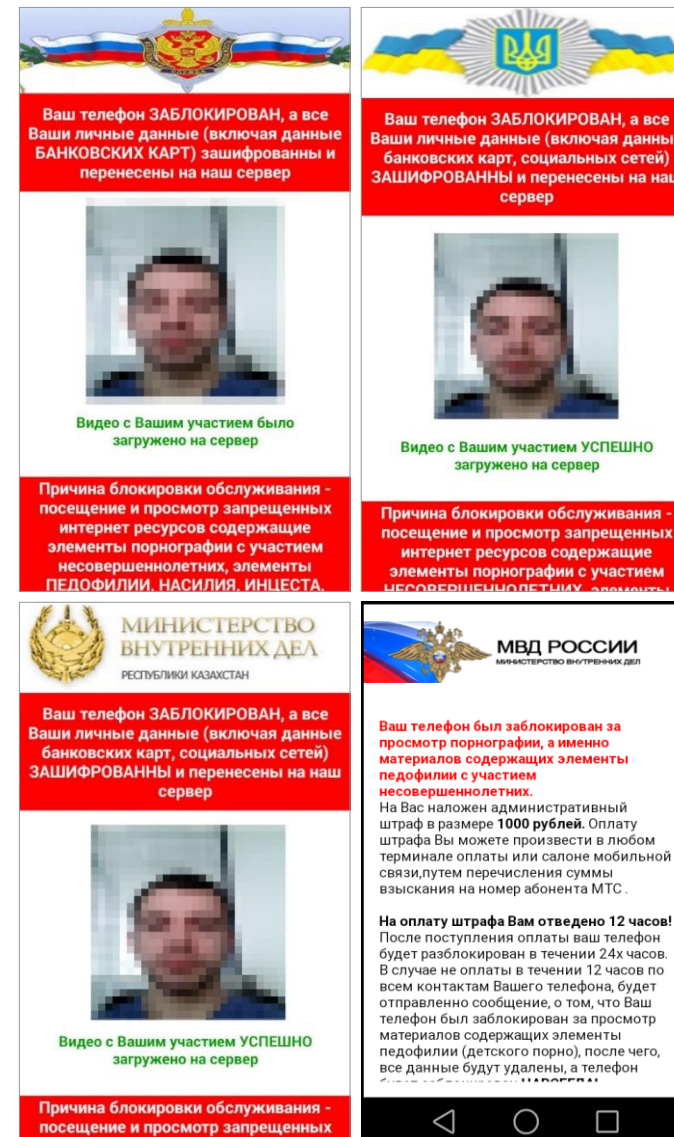 Ваш телефон ЗАБЛОКИРОВАН, а все
Ваши личные данные (включая данные
БАНКОВСКИХ КАРТ) зашифрованны и
перенесены на наш сервер
Видео с Вашим участием было
загружено на сервер
Причина блокировки обслуживания -
посещение и просмотр запрещенных
интернет ресурсов содержащие
элементы порнографии с участием
несовершеннолетних, элементы
ПЕДОФИЛИИ, НАСИЛИЯ, ИНЦЕСТА,
Ваш телефон ЗАБЛОКИРОВАН, а все
Ваши личные данные (включая данны
банковских карт, социальных сетей)
ЗАШИФРОВАННЫ и перенесены на наш
сервер
Видео с Вашим участием УСПЕШНО
загружено на сервер
Причина блокировки обслуживания -
посещение и просмотр запрещенных
интернет ресурсов содержащие
элементы порнографии с участием
НЕСОВЕРШЕННОЛЕТНИХ, элементы
МИНИСТЕРСТВО
ВНУТРЕННИХ ДЕЛ
РЕСПУБЛИКИ КАЗАХСТАН
Ваш телефон ЗАБЛОКИРОВАН, а все
Ваши личные данные (включая данные
банковских карт, социальных сетей)
ЗАШИФРОВАННЫ и перенесены на наш
сервер
Видео с Вашим участием УСПЕШНО
загружено на сервер
Причина блокировки обслуживания -
посещение и просмотр запрещенных
МВД РОССИИ
МИНИСТЕРСТВО ВНУТРЕННИХ ДЕЛ
Ваш телефон был заблокирован за
просмотр порнографии, а именно
материалов содержащих элементы
педофилии с участием
несовершеннолетних.
На Вас наложен административный
штраф в размере 1000 рублей. Оплату
штрафа Вы можете произвести в любом
терминале оплаты или салоне мобильной
связи,путем перечисления суммы
взыскания на номер абонента МТС .
На оплату штрафа Вам отведено 12 часов!
После поступления оплаты ваш телефон
будет разблокирован в течении 24х часов.
В случае не оплаты в течении 12 часов по
всем контактам Вашего телефона, будет
отправленно сообщение, о том, что Ваш
телефон был заблокирован за просмотр
материалов содержащих элементы
педофилии (детского порно), после чего,
все данные будут удалены, а телефон